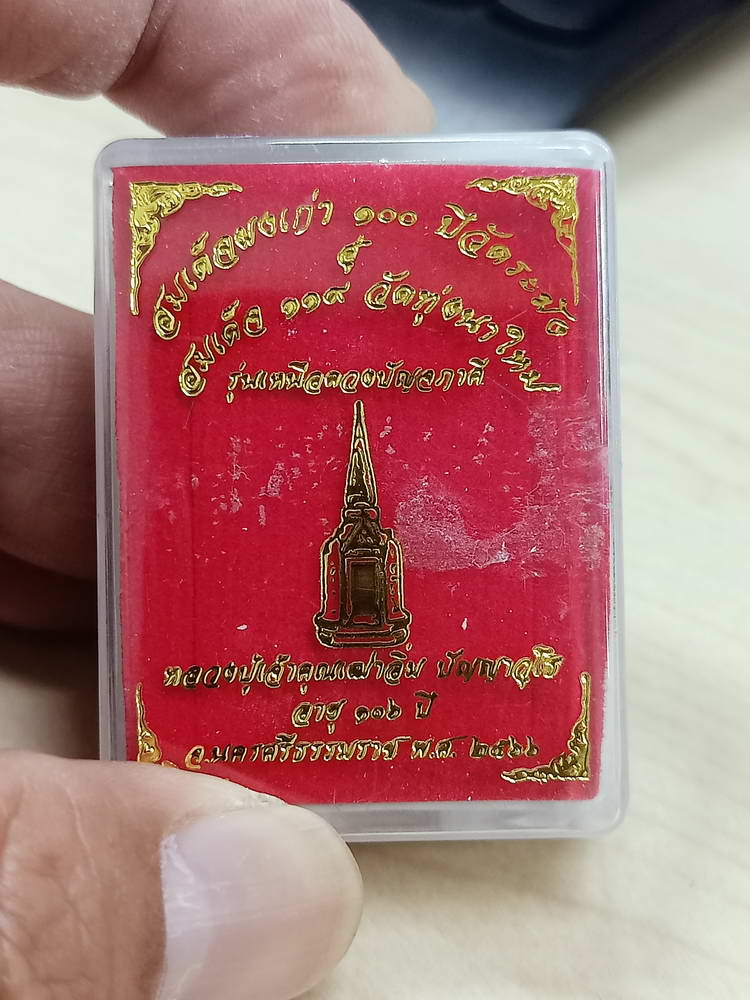 สมเด็จผงเก่า ๑๐๐ ปีวัดระฆัง
&
สมเด็จ ๑๑๙ วัดทุ่งนาใหม่
รุ่นเหนือดวงปัญจภาคี
หลวงปู่เจ้าคุณเฒ่าอิ่ม ปัญญาวุโธ
อายุ ๑๑๖ ปี
จ.นครศรีธรรมราช พ.ศ. ๒๕๖๖